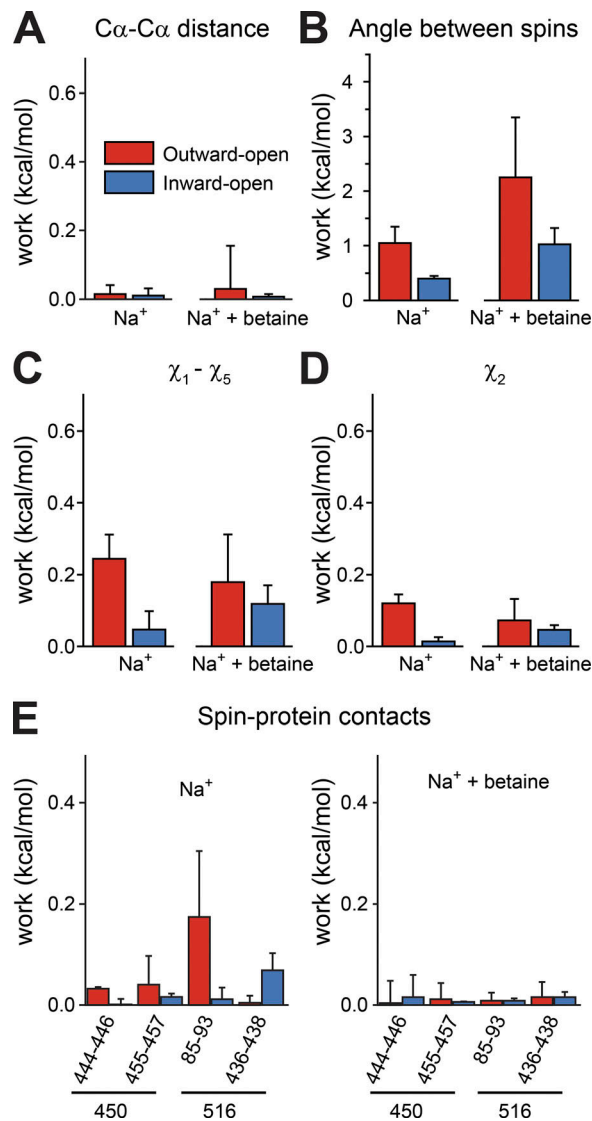 A Cα-Cα distance
B Angle between spins
work (kcal/mol)
0.6
0.4
0.2
0.0
Outward-open
Inward-open
Na+
Na+ + betaine
work (kcal/mol)
4
3
2
1
0
Na+
Na+ + betaine
C χ1 - χ5
D χ2
work (kcal/mol)
0.6
0.4
0.2
0.0
Na+
Na+ + betaine
work (kcal/mol)
0.6
0.4
0.2
0.0
Na+
Na+ + betaine
E Spin-protein contacts
Na+
work (kcal/mol)
0.4
0.2
0.0
444-446
455-457
85-93
436-438
450
516
Na+ + betaine
work (kcal/mol)
0.4
0.2
0.0
444-446
455-457
85-93
436-438
450
516